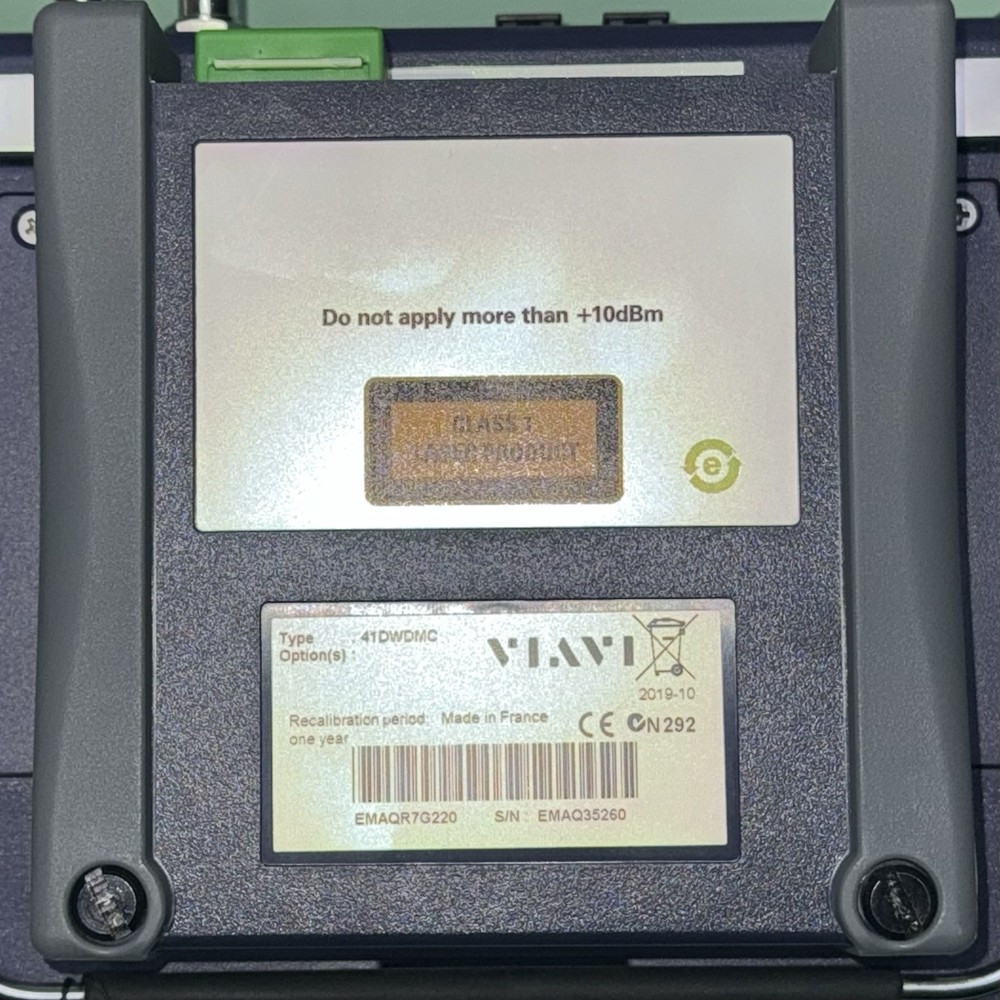 Do not apply more than +10dBm
CLASS 1
LASER PRODUCT
e
Type : 41DWDMC
Option(s) :
VIAVI
2019-10
Recalibration period: Made in France
one year
CE N292
EMAQR7G220 S/N : EMAQ35260